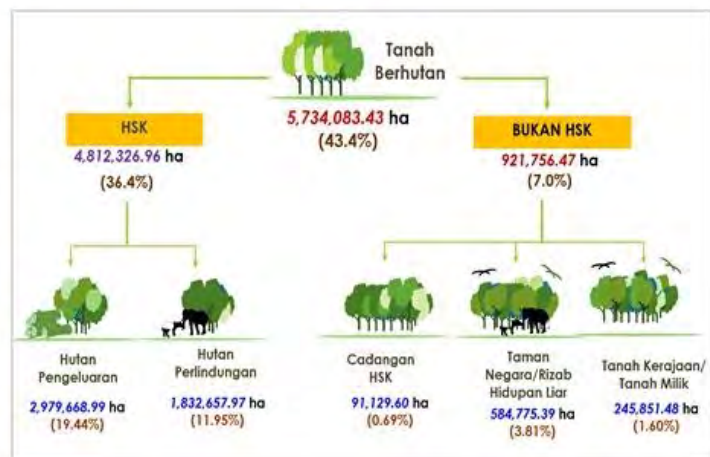 Tanah
Berhutan
5,734,083.43 ha
(43.4%)
HSK
4,812,326.96 ha
(36.4%)
BUKAN HSK
921,756.47 ha
(7.0%)
Hutan
Pengeluaran
2,979,668.99 ha
(19.44%)
Hutan
Perlindungan
1,832,657.97 ha
(11.95%)
Cadangan
HSK
91,129.60 ha
(0.69%)
Taman
Negara/Rizab
Hidupan Liar
584,775.39 ha
(3.81%)
Tanah Kerajaan/
Tanah Milik
245,851.48 ha
(1.60%)